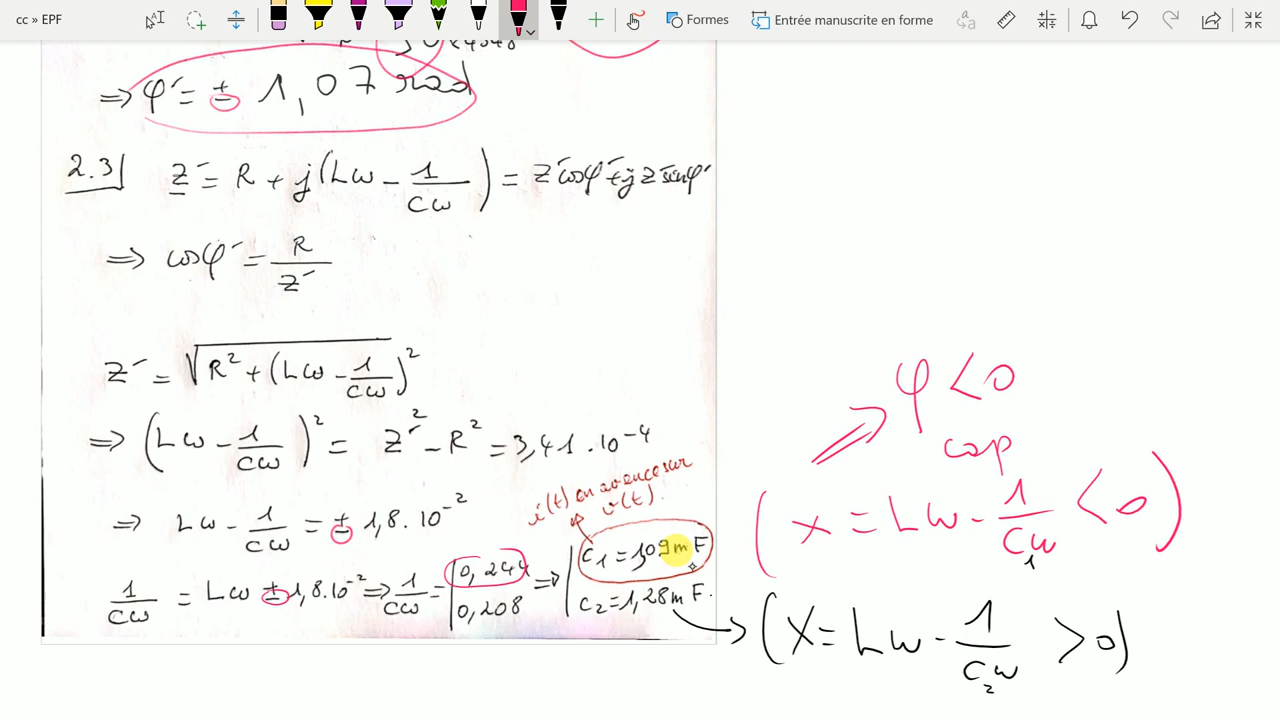 cc » EPF
Formes
Entrée manuscrite en forme
⇒ φ' = ± 1,07 rad
2.3| Z' = R + j(Lω - 1/Cω) = Z' cosφ' + j Z' sinφ'
⇒ cosφ' = R/Z'
Z' = √(R² + (Lω - 1/Cω)²)
⇒ (Lω - 1/Cω)² = Z'² - R² = 3,41 . 10⁻⁴
⇒ Lω - 1/Cω = ± 1,8 . 10⁻²
i(t) en avance sur
v(t).
1/Cω = Lω ± 1,8 . 10⁻² ⇒ 1/Cω = | 0,244 ⇒ | C₁ = 1,09 mF
| 0,208 | C₂ = 1,28 mF.
⇒ φ < 0
cap
(X = Lω - 1/C₁ω < 0)
→ (X = Lω - 1/C₂ω > 0)